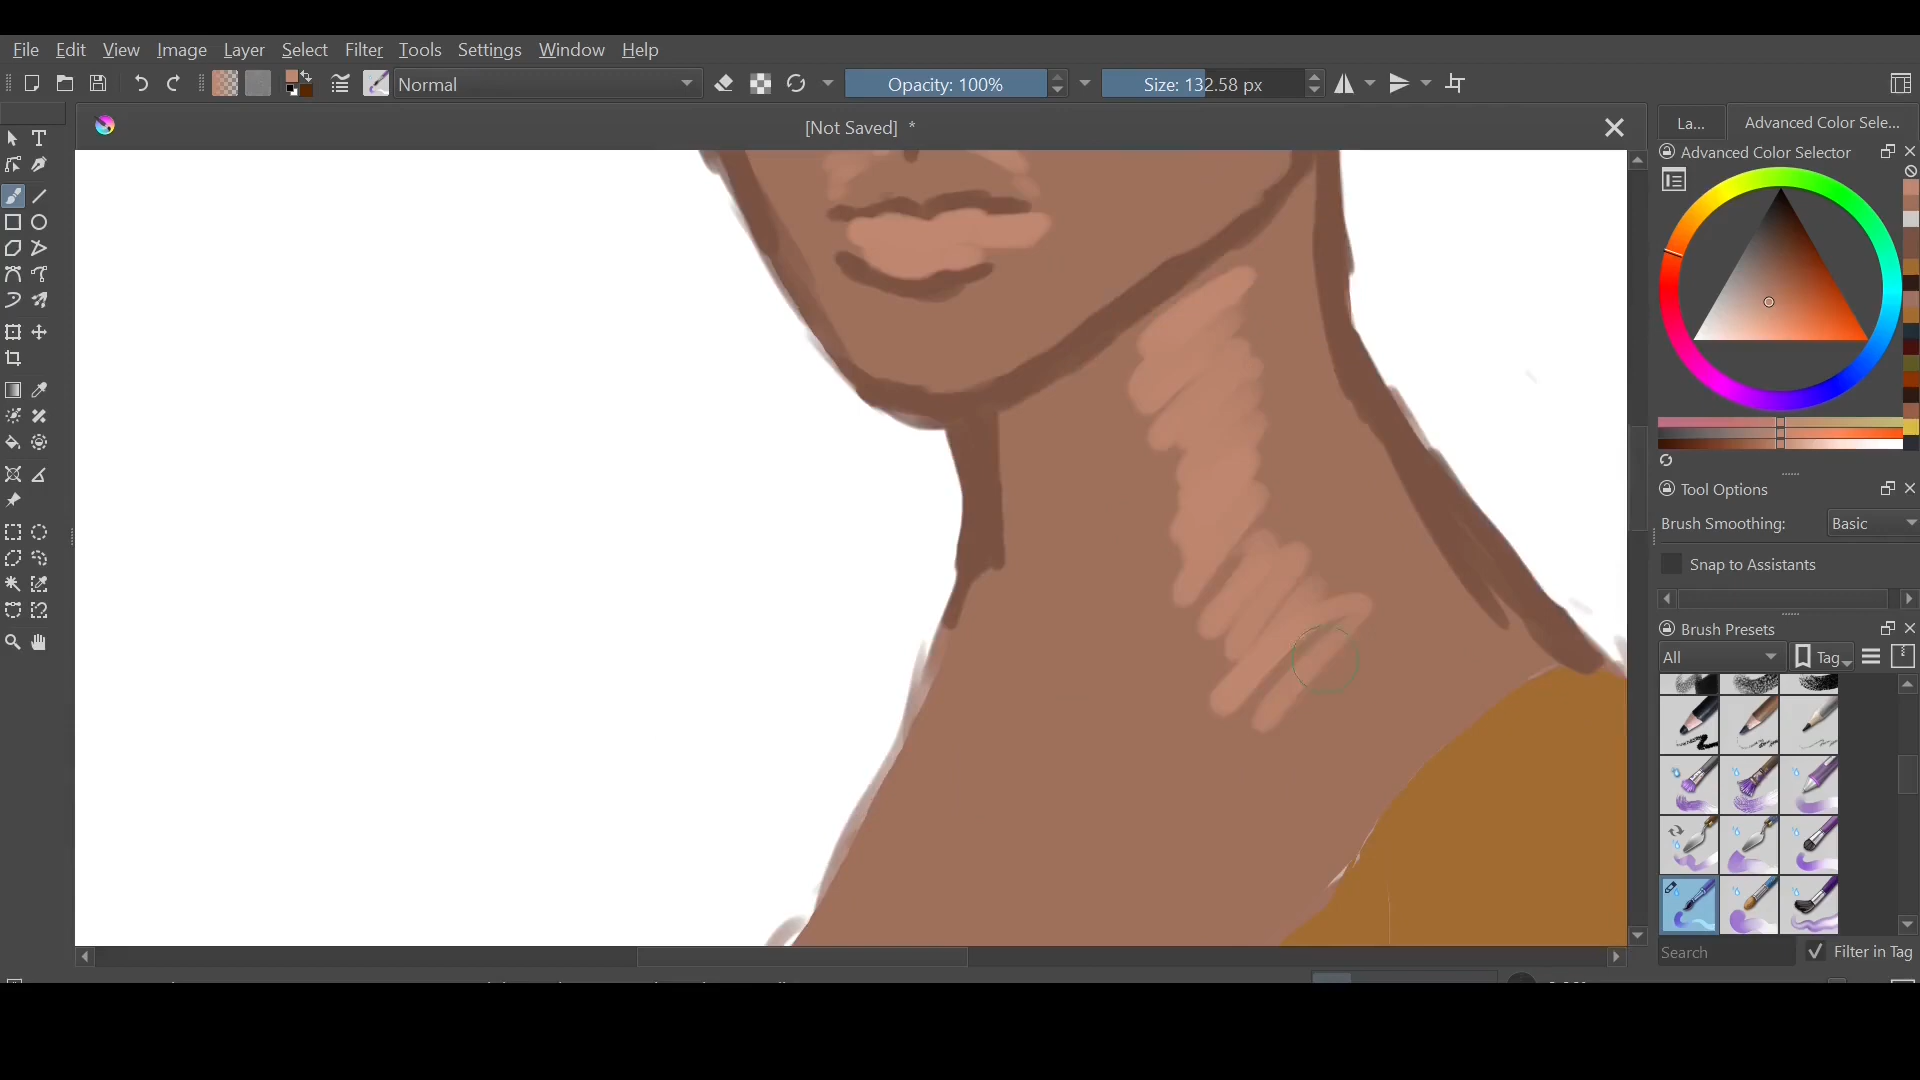 File Edit View Image Layer Select Filter Tools Settings Window Help
Normal Opacity: 100% Size: 132.58 px
[Not Saved] *
La... Advanced Color Sele...
Advanced Color Selector
Tool Options
Brush Smoothing: Basic
Snap to Assistants
Brush Presets
All Tag
Search Filter in Tag